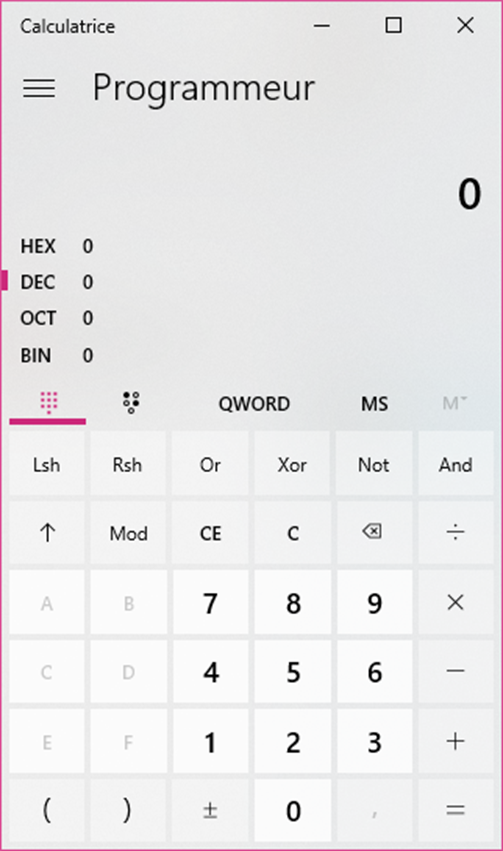 Calculatrice
Programmeur
0
HEX 0
DEC 0
OCT 0
BIN 0
QWORD MS M
Lsh Rsh Or Xor Not And
↑ Mod CE C ÷
A B 7 8 9 ×
C D 4 5 6 −
E F 1 2 3 +
( ) ± 0 , =